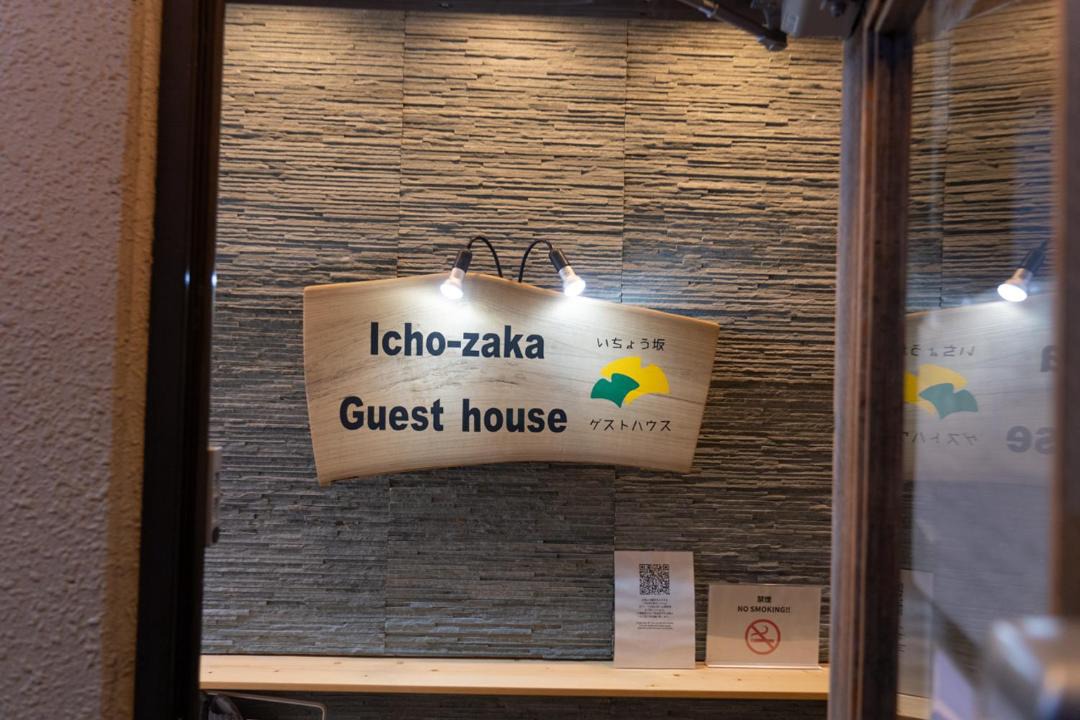 Icho-zaka
Guest house
いちょう坂
ゲストハウス
禁煙
NO SMOKING!!